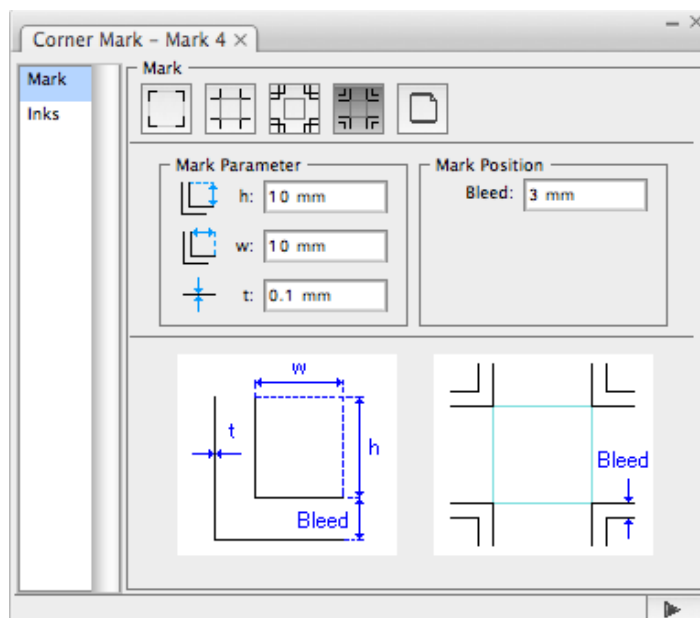 Corner Mark – Mark 4 ×
Mark
Inks
Mark
Mark Parameter
h: 10 mm
w: 10 mm
t: 0.1 mm
Mark Position
Bleed: 3 mm
w
t
h
Bleed
Bleed